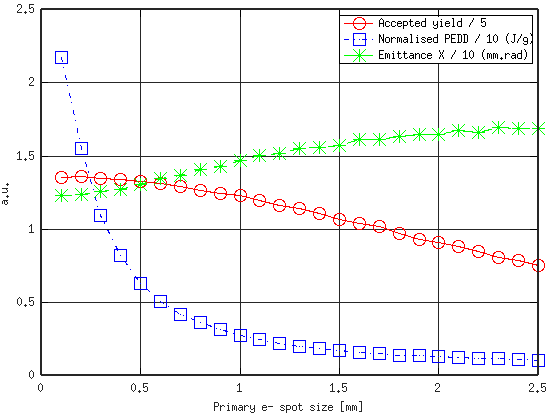 2.5
Accepted yield / 5
Normalised PEDD / 10 (J/g)
Emittance X / 10 (mm.rad)
2
1.5
a.u.
1
0.5
0
0 0.5 1 1.5 2 2.5
Primary e- spot size [mm]